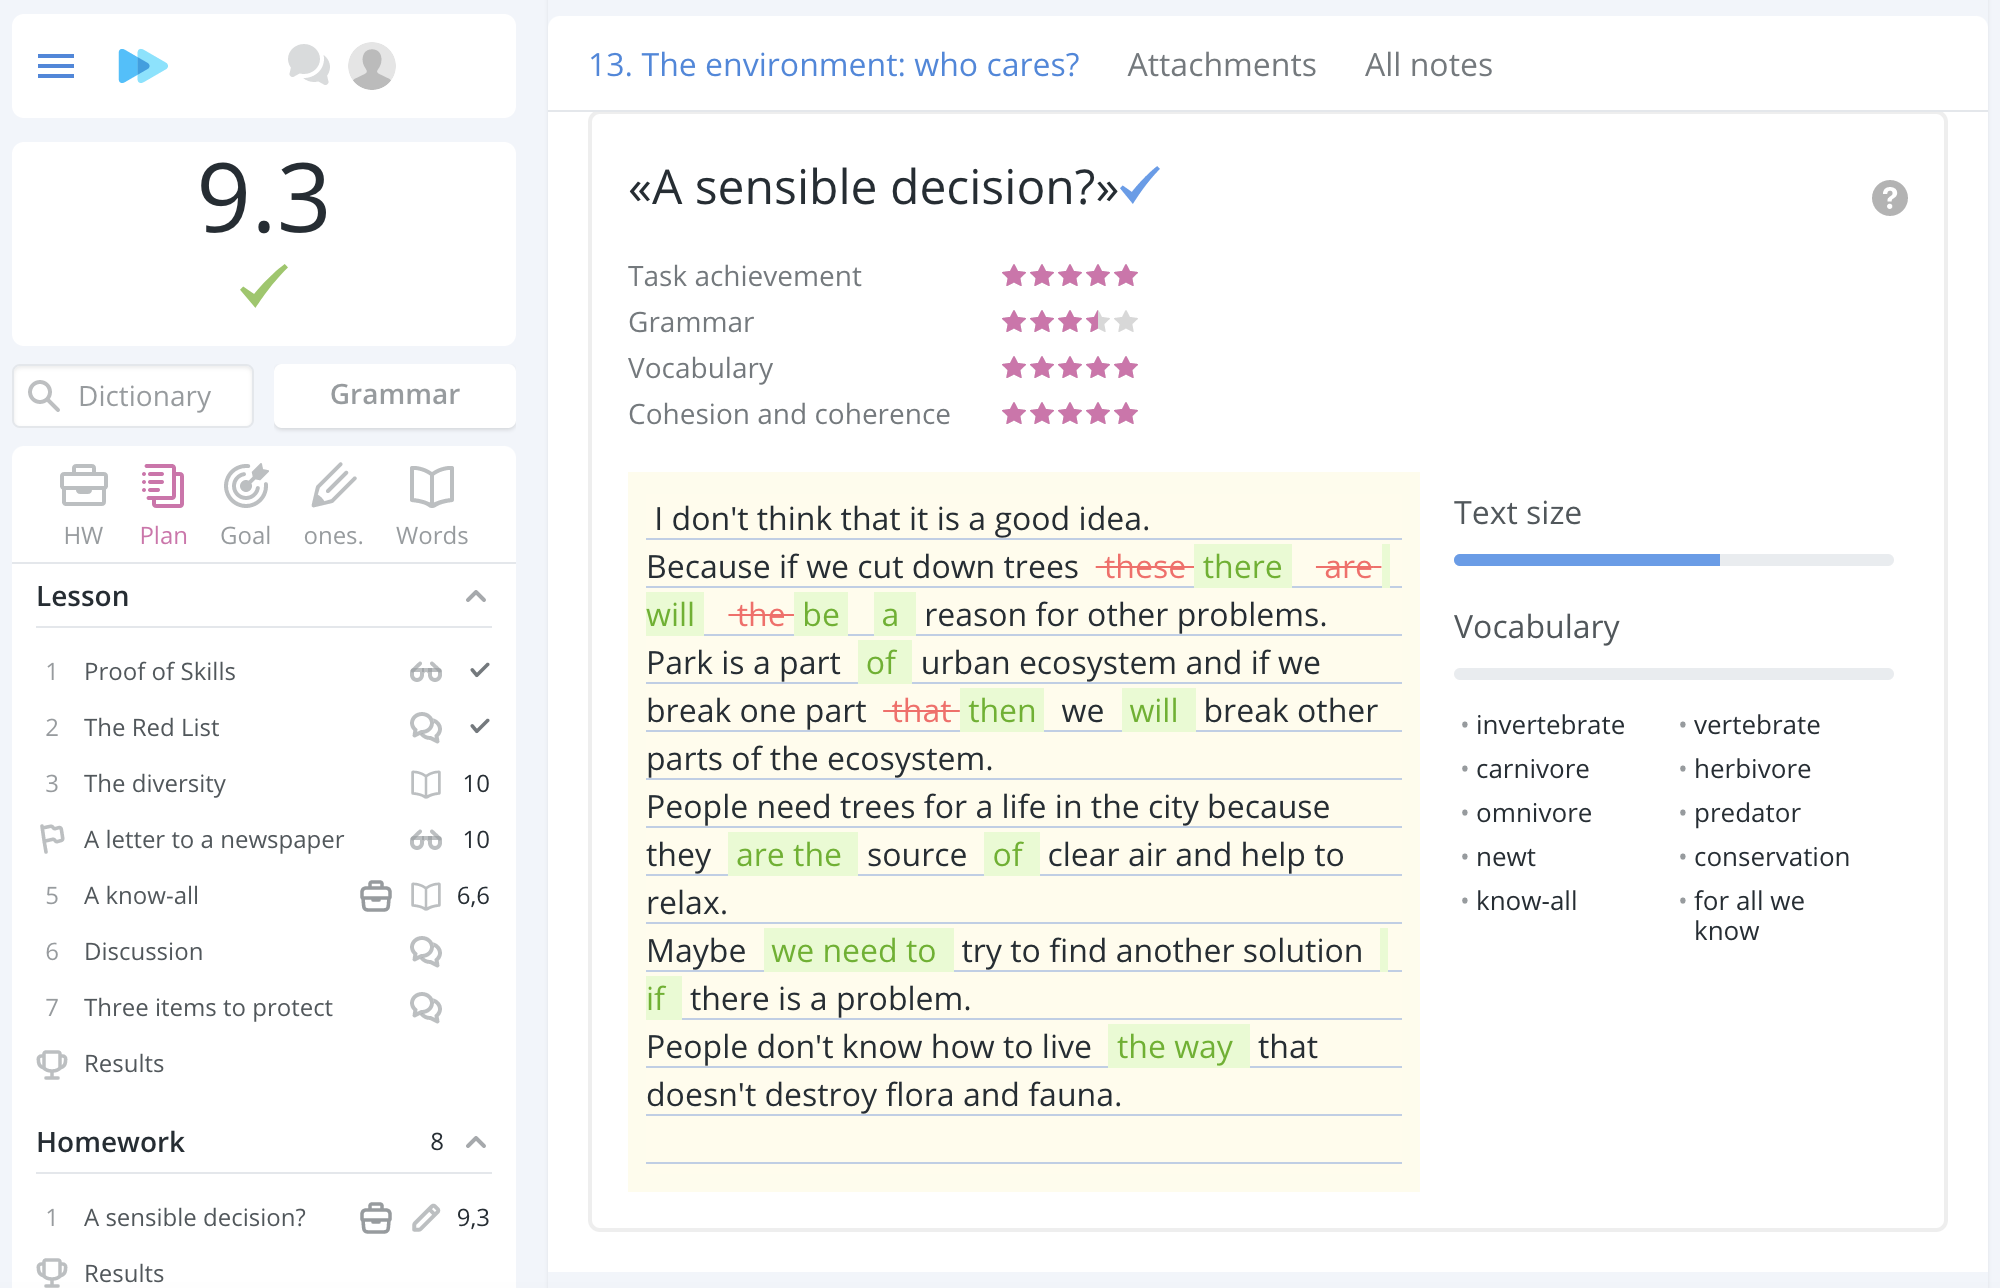 13. The environment: who cares?
Attachments
All notes
9.3
Dictionary
Grammar
HW
Plan
Goal
ones.
Words
Lesson
1 Proof of Skills
2 The Red List
3 The diversity 10
A letter to a newspaper 10
5 A know-all 6,6
6 Discussion
7 Three items to protect
Results
Homework 8
1 A sensible decision? 9,3
Results
«A sensible decision?»
?
Task achievement
Grammar
Vocabulary
Cohesion and coherence
I don't think that it is a good idea.
Because if we cut down trees these there are
will the be a reason for other problems.
Park is a part of urban ecosystem and if we
break one part that then we will break other
parts of the ecosystem.
People need trees for a life in the city because
they are the source of clear air and help to
relax.
Maybe we need to try to find another solution
if there is a problem.
People don't know how to live the way that
doesn't destroy flora and fauna.
Text size
Vocabulary
• invertebrate
• carnivore
• omnivore
• newt
• know-all
• vertebrate
• herbivore
• predator
• conservation
• for all we
know